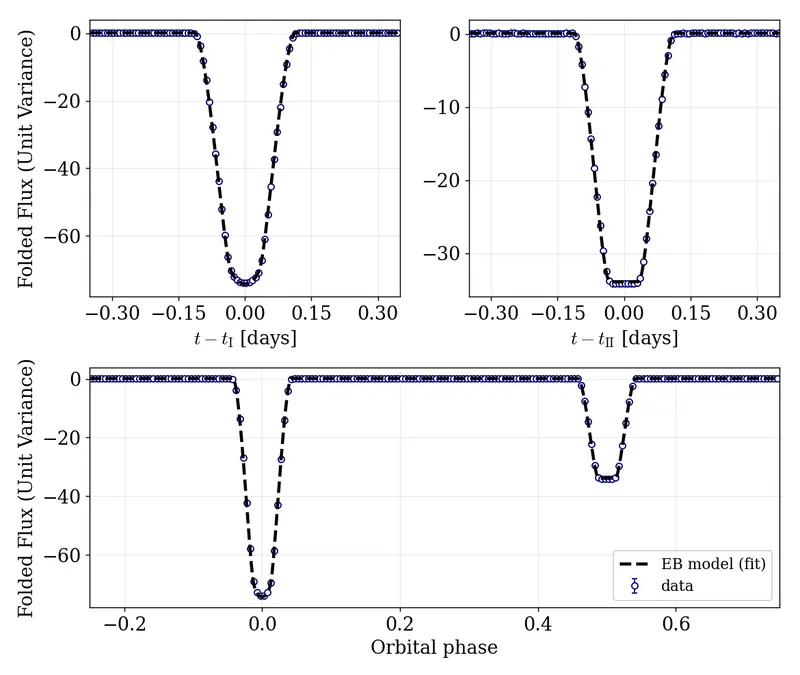 Folded Flux (Unit Variance)
0
−20
−40
−60
−0.30 −0.15 0.00 0.15 0.30
t − tI [days]
0
−10
−20
−30
−0.30 −0.15 0.00 0.15 0.30
t − tII [days]
Folded Flux (Unit Variance)
0
−20
−40
−60
EB model (fit)
data
−0.2 0.0 0.2 0.4 0.6
Orbital phase